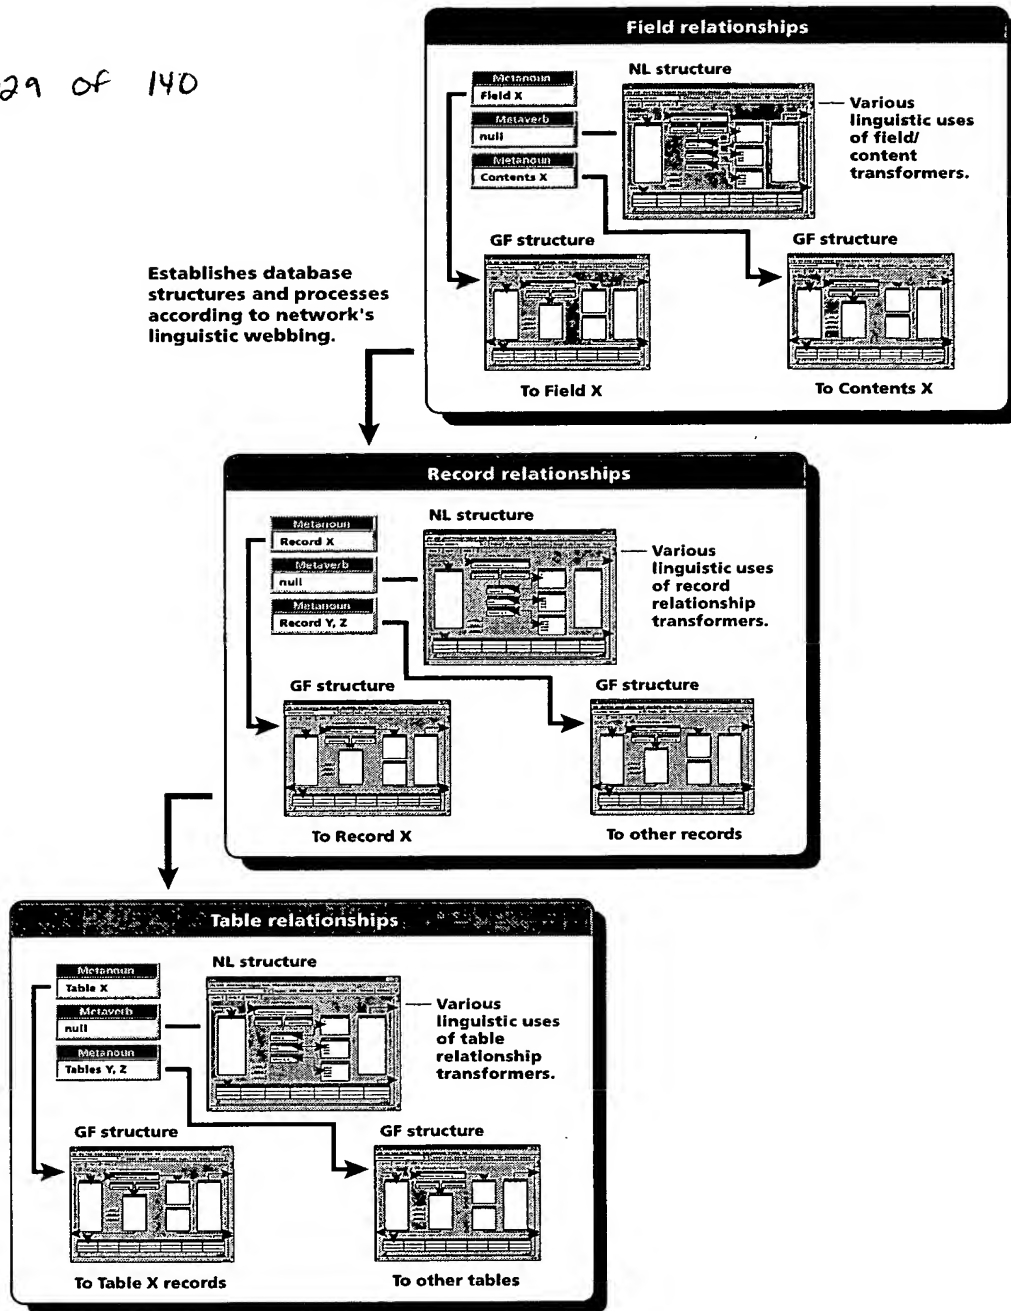 29 of 140
Field relationships
Metanoun
Field X
Metaverb
null
Metanoun
Contents X
NL structure
Various
linguistic uses
of field/
content
transformers.
GF structure
To Field X
GF structure
To Contents X
Establishes database
structures and processes
according to network's
linguistic webbing.
Record relationships
Metanoun
Record X
Metaverb
null
Metanoun
Record Y, Z
NL structure
Various
linguistic uses
of record
relationship
transformers.
GF structure
To Record X
GF structure
To other records
Table relationships
Metanoun
Table X
Metaverb
null
Metanoun
Tables Y, Z
NL structure
Various
linguistic uses
of table
relationship
transformers.
GF structure
To Table X records
GF structure
To other tables